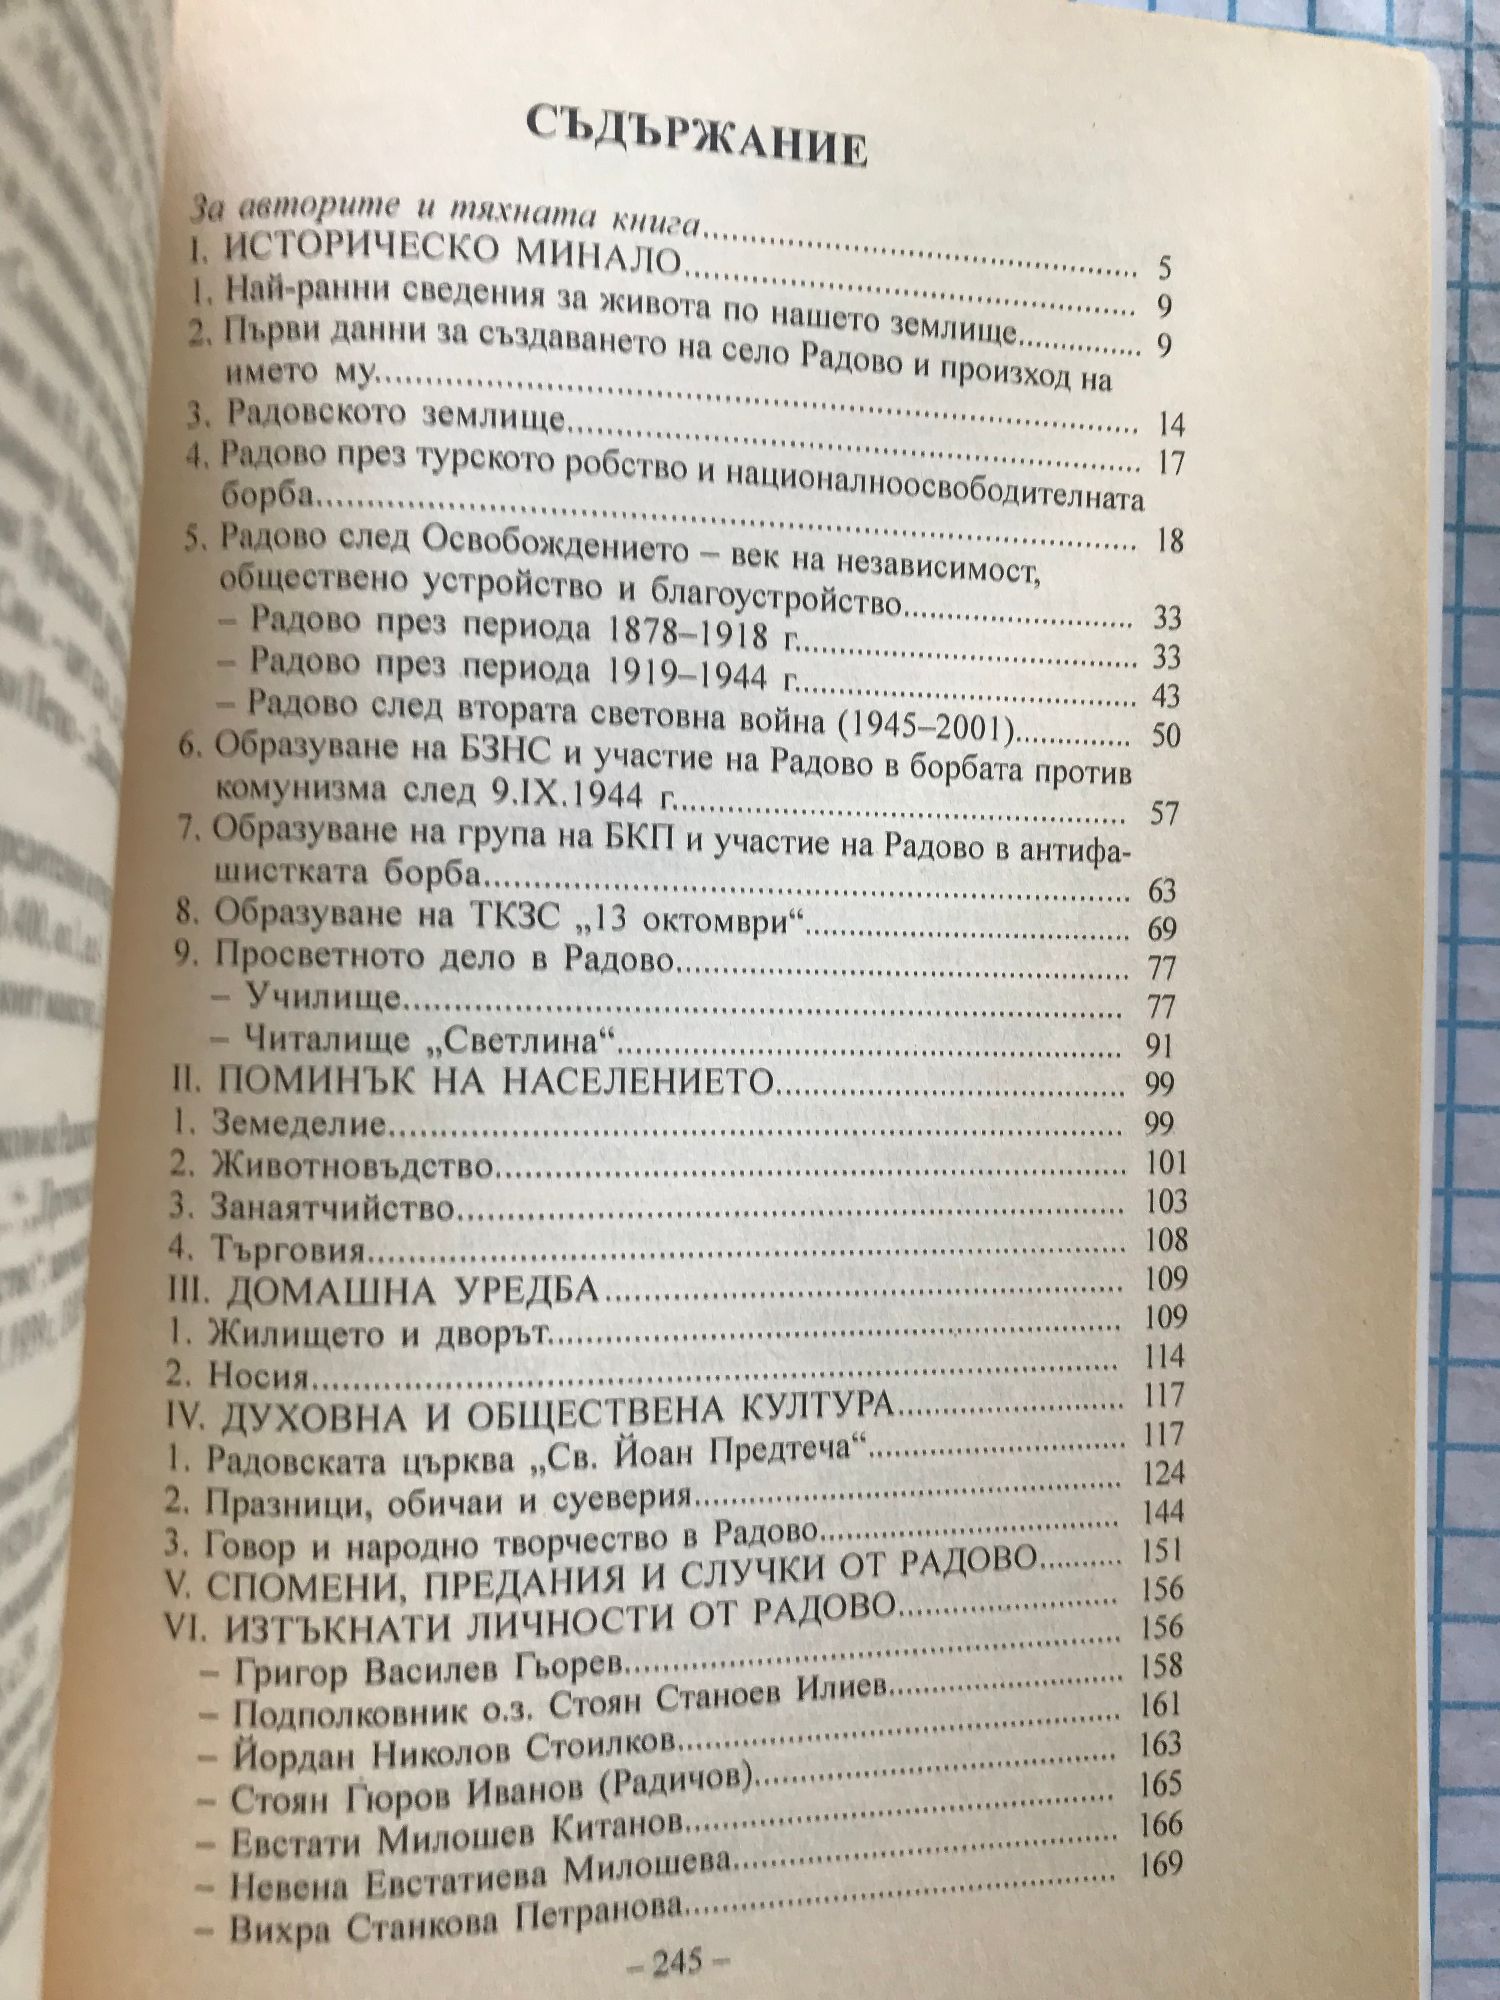 СЪДЪРЖАНИЕ
За авторите и тяхната книга........ 5
I. ИСТОРИЧЕСКО МИНАЛО........ 9
1. Най-ранни сведения за живота по нашето землище........ 9
2. Първи данни за създаването на село Радово и произход на
името му........ 14
3. Радовското землище........ 17
4. Радово през турското робство и националноосвободителната
борба........ 18
5. Радово след Освобождението – век на независимост,
обществено устройство и благоустройство........ 33
– Радово през периода 1878–1918 г........ 33
– Радово през периода 1919–1944 г........ 43
– Радово след втората световна война (1945–2001)........ 50
6. Образуване на БЗНС и участие на Радово в борбата против
комунизма след 9.IX.1944 г........ 57
7. Образуване на група на БКП и участие на Радово в антифа-
шистката борба........ 63
8. Образуване на ТКЗС „13 октомври“........ 69
9. Просветното дело в Радово........ 77
– Училище........ 77
– Читалище „Светлина“........ 91
II. ПОМИНЪК НА НАСЕЛЕНИЕТО........ 99
1. Земеделие........ 99
2. Животновъдство........ 101
3. Занаятчийство........ 103
4. Търговия........ 108
III. ДОМАШНА УРЕДБА........ 109
1. Жилището и дворът........ 109
2. Носия........ 114
IV. ДУХОВНА И ОБЩЕСТВЕНА КУЛТУРА........ 117
1. Радовската църква „Св. Йоан Предтеча“........ 117
2. Празници, обичаи и суеверия........ 124
3. Говор и народно творчество в Радово........ 144
V. СПОМЕНИ, ПРЕДАНИЯ И СЛУЧКИ ОТ РАДОВО........ 151
VI. ИЗТЪКНАТИ ЛИЧНОСТИ ОТ РАДОВО........ 156
– Григор Василев Гьорев........ 156
– Подполковник о.з. Стоян Станоев Илиев........ 158
– Йордан Николов Стоилков........ 161
– Стоян Гюров Иванов (Радичов)........ 163
– Евстати Милошев Китанов........ 165
– Невена Евстатиева Милошева........ 166
– Вихра Станкова Петранова........ 169
– 245 –